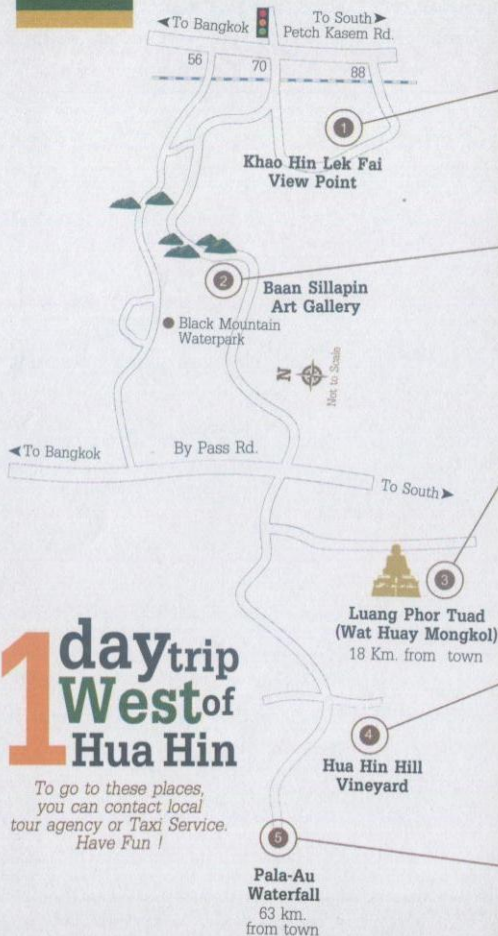 To Bangkok
To South
Petch Kasem Rd.
56
70
88
1
Khao Hin Lek Fai
View Point
2
Baan Sillapin
Art Gallery
Black Mountain
Waterpark
N
Not to Scale
To Bangkok
By Pass Rd.
To South
3
Luang Phor Tuad
(Wat Huay Mongkol)
18 Km. from town
1 day trip
West of
Hua Hin
To go to these places,
you can contact local
tour agency or Taxi Service.
Have Fun !
4
Hua Hin Hill
Vineyard
5
Pala-Au
Waterfall
63 km.
from town